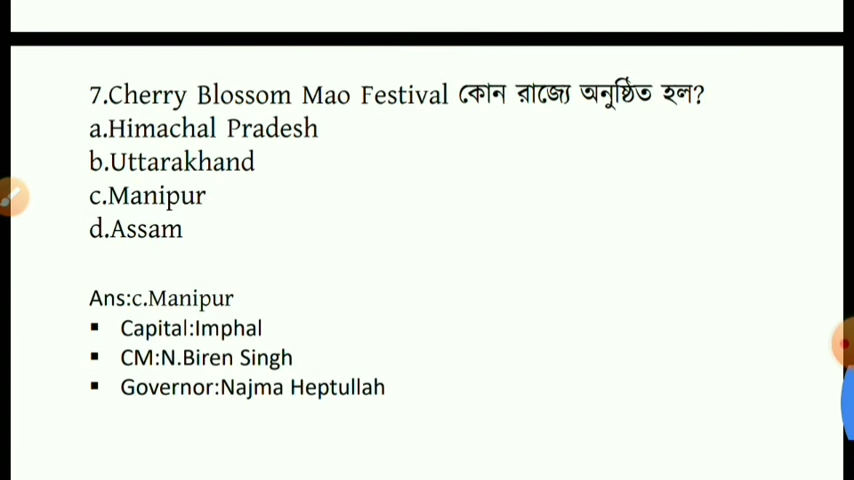 7.Cherry Blossom Mao Festival কোন রাজ্যে অনুষ্ঠিত হল?
a.Himachal Pradesh
b.Uttarakhand
c.Manipur
d.Assam
Ans:c.Manipur
▪ Capital:Imphal
▪ CM:N.Biren Singh
▪ Governor:Najma Heptullah